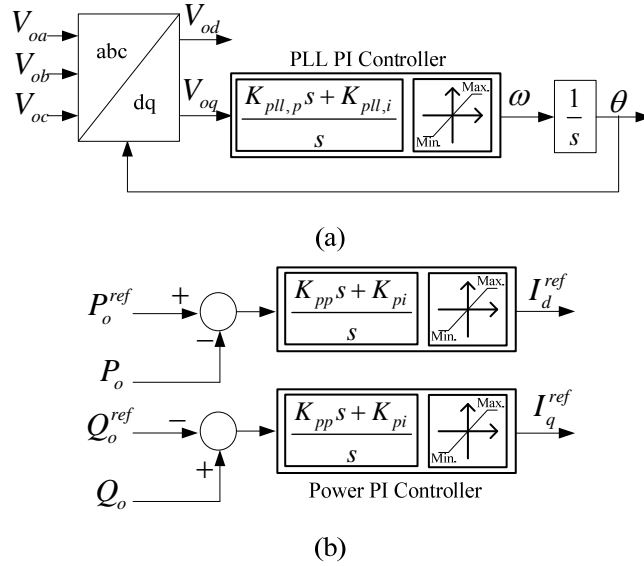 V_oa
V_ob
V_oc
abc
dq
V_od
V_oq
PLL PI Controller
K_pll,p s + K_pll,i
s
Max.
Min.
ω
1
s
θ
(a)
P_o^ref
+
−
P_o
K_pp s + K_pi
s
Max.
Min.
I_d^ref
Q_o^ref
−
+
Q_o
K_pp s + K_pi
s
Max.
Min.
I_q^ref
Power PI Controller
(b)